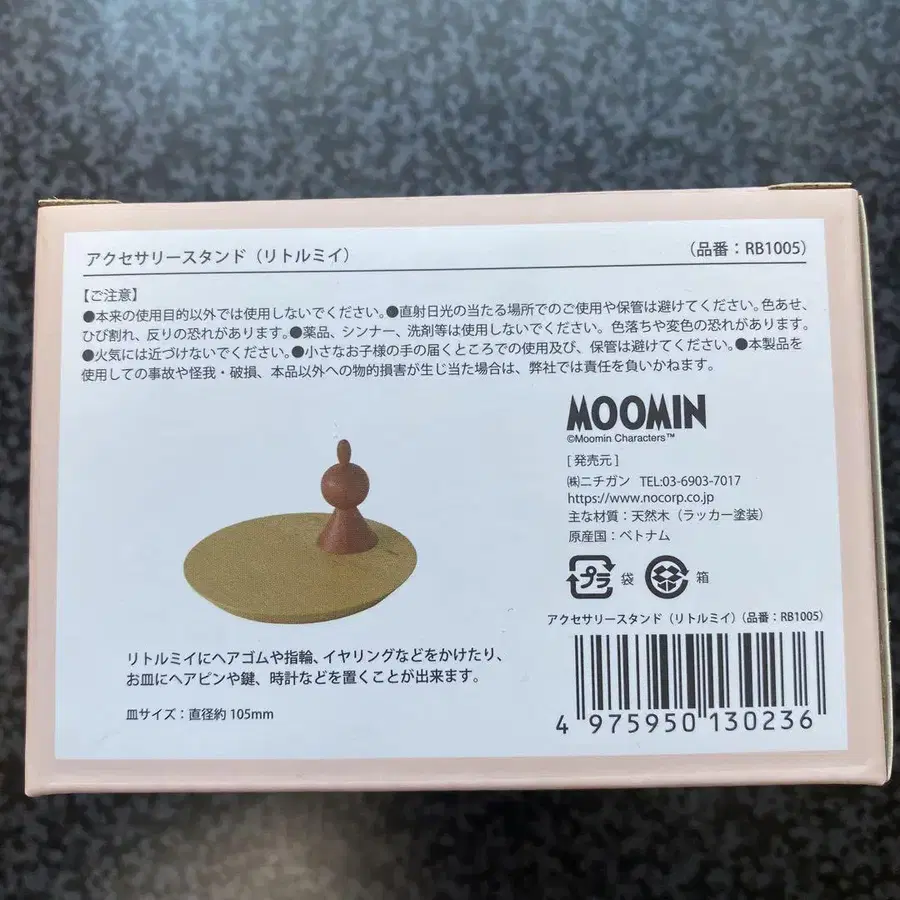 アクセサリースタンド（リトルミイ）
（品番：RB1005）
【ご注意】
●本来の使用目的以外では使用しないでください。●直射日光の当たる場所でのご使用や保管は避けてください。色あせ、
ひび割れ、反りの恐れがあります。●薬品、シンナー、洗剤等は使用しないでください。色落ちや変色の恐れがあります。
●火気には近づけないでください。●小さなお子様の手の届くところでの使用及び、保管は避けてください。●本製品を
使用しての事故や怪我・破損、本品以外への物的損害が生じ当た場合は、弊社では責任を負いかねます。
MOOMIN
©Moomin Characters™
［発売元］
㈱ニチガン TEL:03-6903-7017
https://www.nocorp.co.jp
主な材質：天然木（ラッカー塗装）
原産国：ベトナム
プラ 袋 箱
アクセサリースタンド（リトルミイ）（品番：RB1005）
4 975950 130236
リトルミイにヘアゴムや指輪、イヤリングなどをかけたり、
お皿にヘアピンや鍵、時計などを置くことが出来ます。
皿サイズ：直径約 105mm